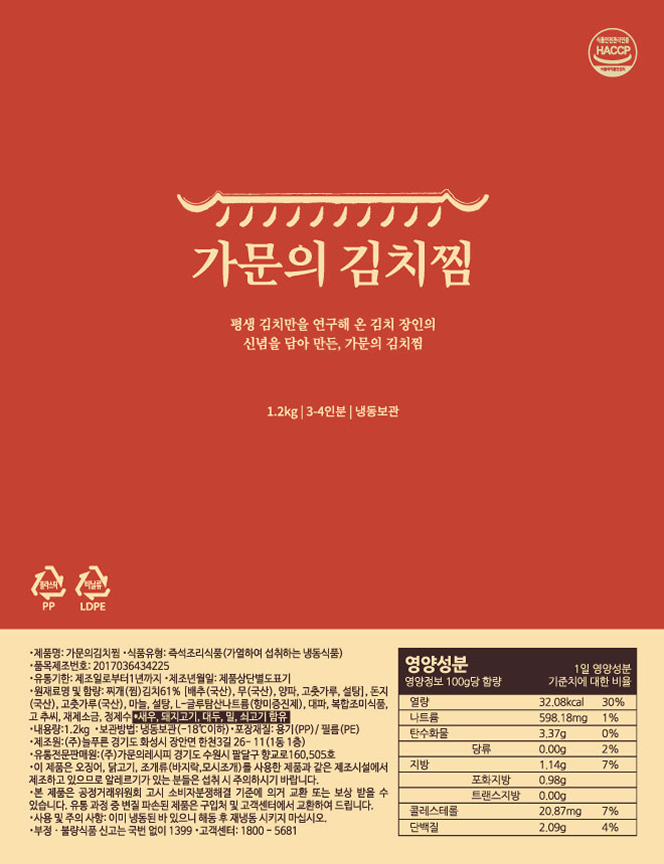 식품안전관리인증
HACCP
식품의약품안전처
가문의 김치찜
평생 김치만을 연구해 온 김치 장인의
신념을 담아 만든, 가문의 김치찜
1.2kg | 3-4인분 | 냉동보관
플라스틱
PP
비닐류
LDPE
•제품명: 가문의김치찜 •식품유형: 즉석조리식품(가열하여 섭취하는 냉동식품)
•품목제조번호: 2017036434225
•유통기한: 제조일로부터1년까지 •제조년월일: 제품상단별도표기
•원재료명 및 함량: 찌개(찜)김치61% [배추(국산), 무(국산), 양파, 고춧가루, 설탕], 돈지
(국산), 고춧가루(국산), 마늘, 설탕, L-글루탐산나트륨(향미증진제), 대파, 복합조미식품,
고 추씨, 재제소금, 정제수 *새우, 돼지고기, 대두, 밀, 쇠고기 함유
•내용량:1.2kg •보관방법: 냉동보관(-18℃이하)•포장재질: 용기(PP) / 필름(PE)
•제조원: (주)늘푸른 경기도 화성시 장안면 한천3길 26- 11(1동 1층)
•유통전문판매원:(주)가문의레시피 경기도 수원시 팔달구 향교로160,505호
•이 제품은 오징어, 닭고기, 조개류(바지락,모시조개)를 사용한 제품과 같은 제조시설에서
제조하고 있으므로 알레르기가 있는 분들은 섭취 시 주의하시기 바랍니다.
•본 제품은 공정거래위원회 고시 소비자분쟁해결 기준에 의거 교환 또는 보상 받을 수
있습니다. 유통 과정 중 변질 파손된 제품은 구입처 및 고객센터에서 교환하여 드립니다.
•사용 및 주의 사항: 이미 냉동된 바 있으니 해동 후 재냉동 시키지 마십시오.
•부정 · 불량식품 신고는 국번 없이 1399 •고객센터: 1800 - 5681
영양성분
영양정보 100g당 함량
1일 영양성분
기준치에 대한 비율
열량 32.08kcal 30%
나트륨 598.18mg 1%
탄수화물 3.37g 0%
당류 0.00g 2%
지방 1.14g 7%
포화지방 0.98g
트랜스지방 0.00g
콜레스테롤 20.87mg 7%
단백질 2.09g 4%